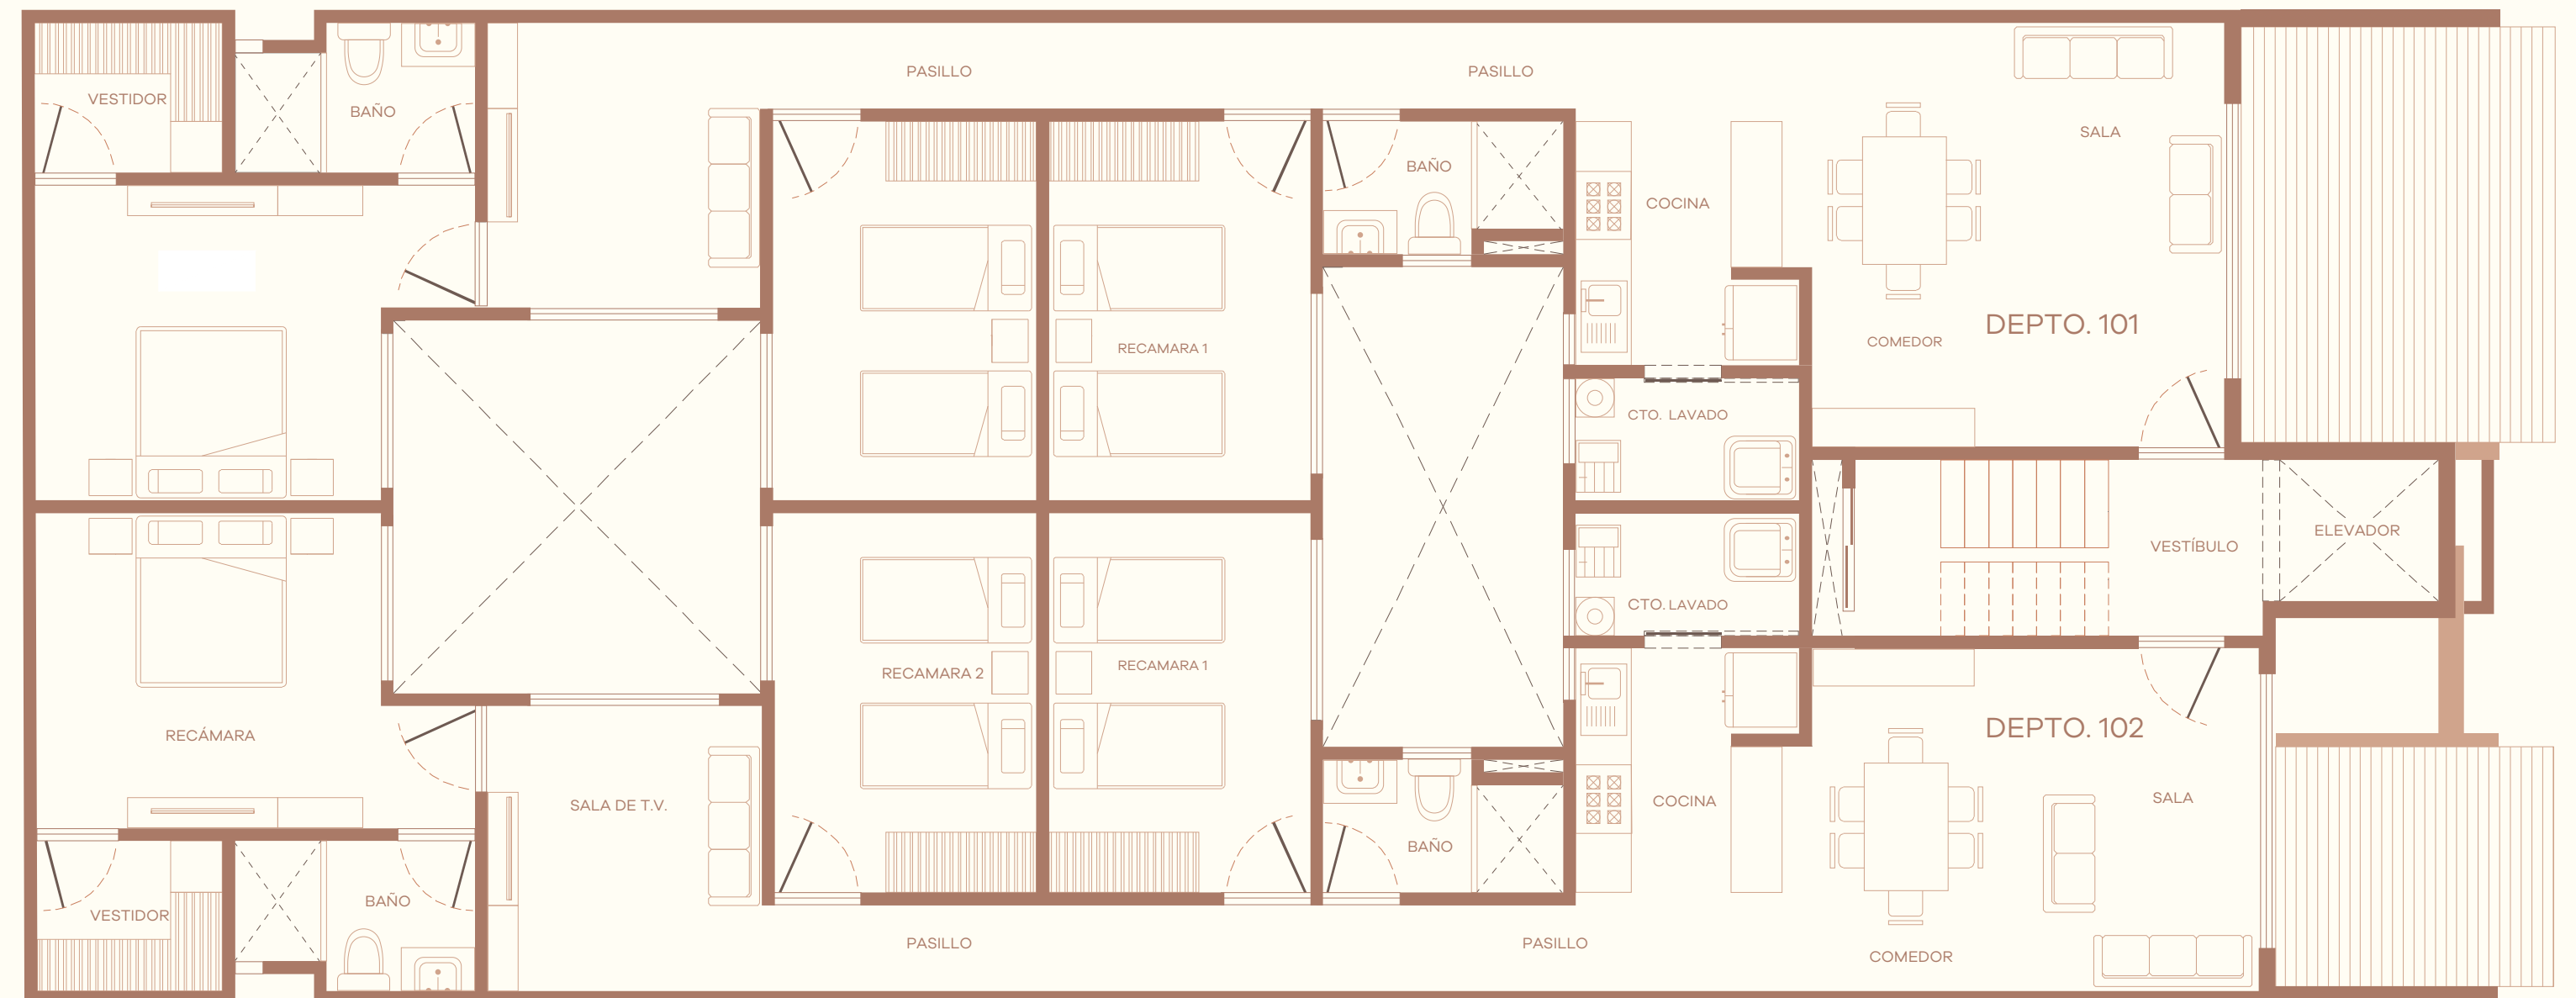 PASILLO
PASILLO
VESTIDOR
BAÑO
SALA
BAÑO
COCINA
DEPTO. 101
COMEDOR
RECAMARA 1
CTO. LAVADO
ELEVADOR
VESTÍBULO
CTO. LAVADO
RECAMARA 1
RECAMARA 2
DEPTO. 102
RECÁMARA
SALA DE T.V.
COCINA
SALA
BAÑO
BAÑO
VESTIDOR
PASILLO
PASILLO
COMEDOR